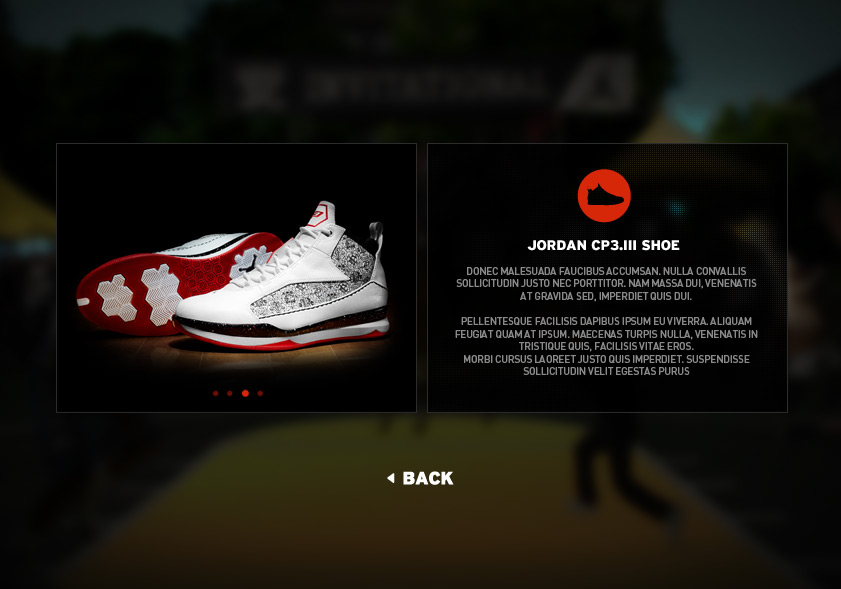 INVITATIONAL
JORDAN CP3.III SHOE
DONEC MALESUADA FAUCIBUS ACCUMSAN. NULLA CONVALLIS
SOLLICITUDIN JUSTO NEC PORTTITOR. NAM MASSA DUI, VENENATIS
AT GRAVIDA SED, IMPERDIET QUIS DUI.
PELLENTESQUE FACILISIS DAPIBUS IPSUM EU VIVERRA. ALIQUAM
FEUGIAT QUAM AT IPSUM. MAECENAS TURPIS NULLA, VENENATIS IN
TRISTIQUE QUIS, FACILISIS VITAE EROS.
MORBI CURSUS LAOREET JUSTO QUIS IMPERDIET. SUSPENDISSE
SOLLICITUDIN VELIT EGESTAS PURUS
BACK